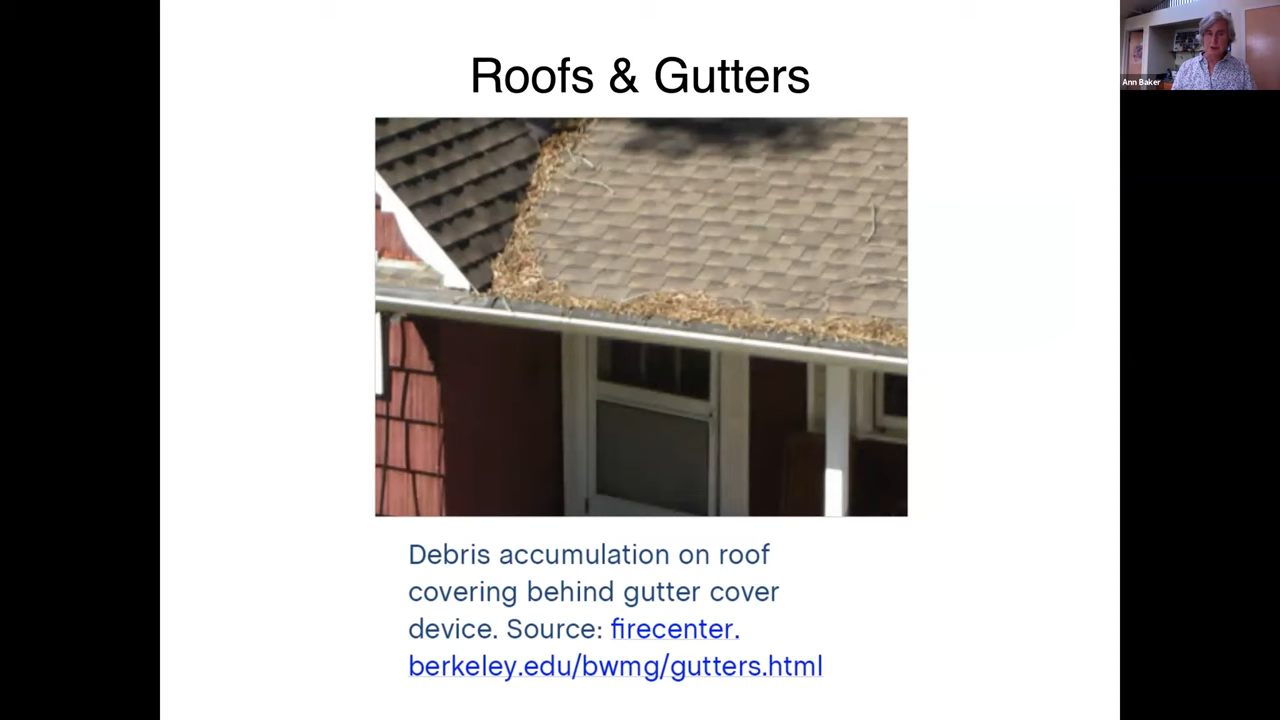 Roofs & Gutters
Ann Baker
Debris accumulation on roof
covering behind gutter cover
device. Source: firecenter.
berkeley.edu/bwmg/gutters.html